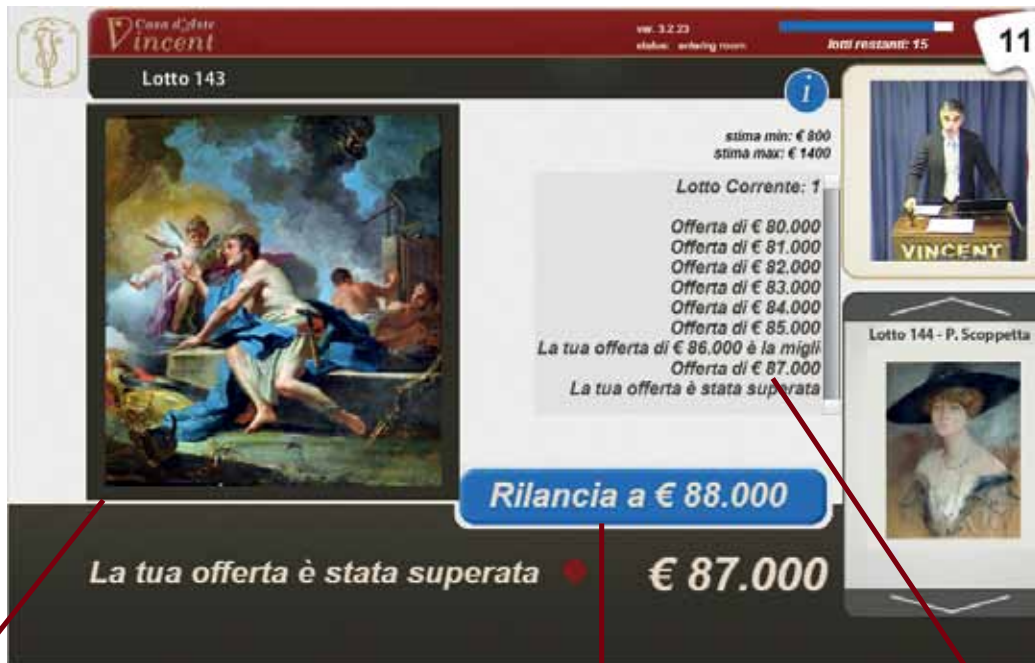 Casa d'Aste
Vincent
ver. 3.2.23
status: entering room
lotti restanti: 15
11
Lotto 143
i
stima min: € 800
stima max: € 1400
Lotto Corrente: 1
Offerta di € 80.000
Offerta di € 81.000
Offerta di € 82.000
Offerta di € 83.000
Offerta di € 84.000
Offerta di € 85.000
La tua offerta di € 86.000 è la migli
Offerta di € 87.000
La tua offerta è stata superata
VINCENT
Lotto 144 - P. Scoppetta
Rilancia a € 88.000
La tua offerta è stata superata
€ 87.000